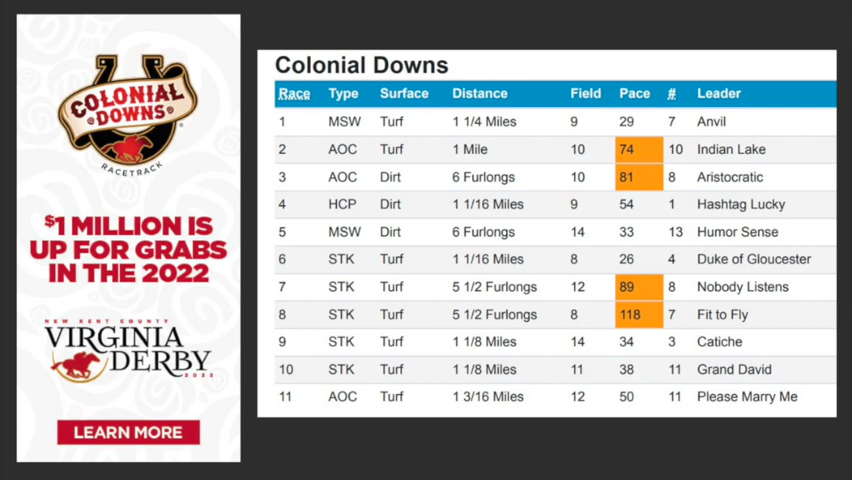 COLONIAL
DOWNS
®
RACETRACK
$1 MILLION IS
UP FOR GRABS
IN THE 2022
NEW KENT COUNTY
VIRGINIA
DERBY
2022
LEARN MORE
Colonial Downs
Race Type Surface Distance Field Pace # Leader
1 MSW Turf 1 1/4 Miles 9 29 7 Anvil
2 AOC Turf 1 Mile 10 74 10 Indian Lake
3 AOC Dirt 6 Furlongs 10 81 8 Aristocratic
4 HCP Dirt 1 1/16 Miles 9 54 1 Hashtag Lucky
5 MSW Dirt 6 Furlongs 14 33 13 Humor Sense
6 STK Turf 1 1/16 Miles 8 26 4 Duke of Gloucester
7 STK Turf 5 1/2 Furlongs 12 89 8 Nobody Listens
8 STK Turf 5 1/2 Furlongs 8 118 7 Fit to Fly
9 STK Turf 1 1/8 Miles 14 34 3 Catiche
10 STK Turf 1 1/8 Miles 11 38 11 Grand David
11 AOC Turf 1 3/16 Miles 12 50 11 Please Marry Me